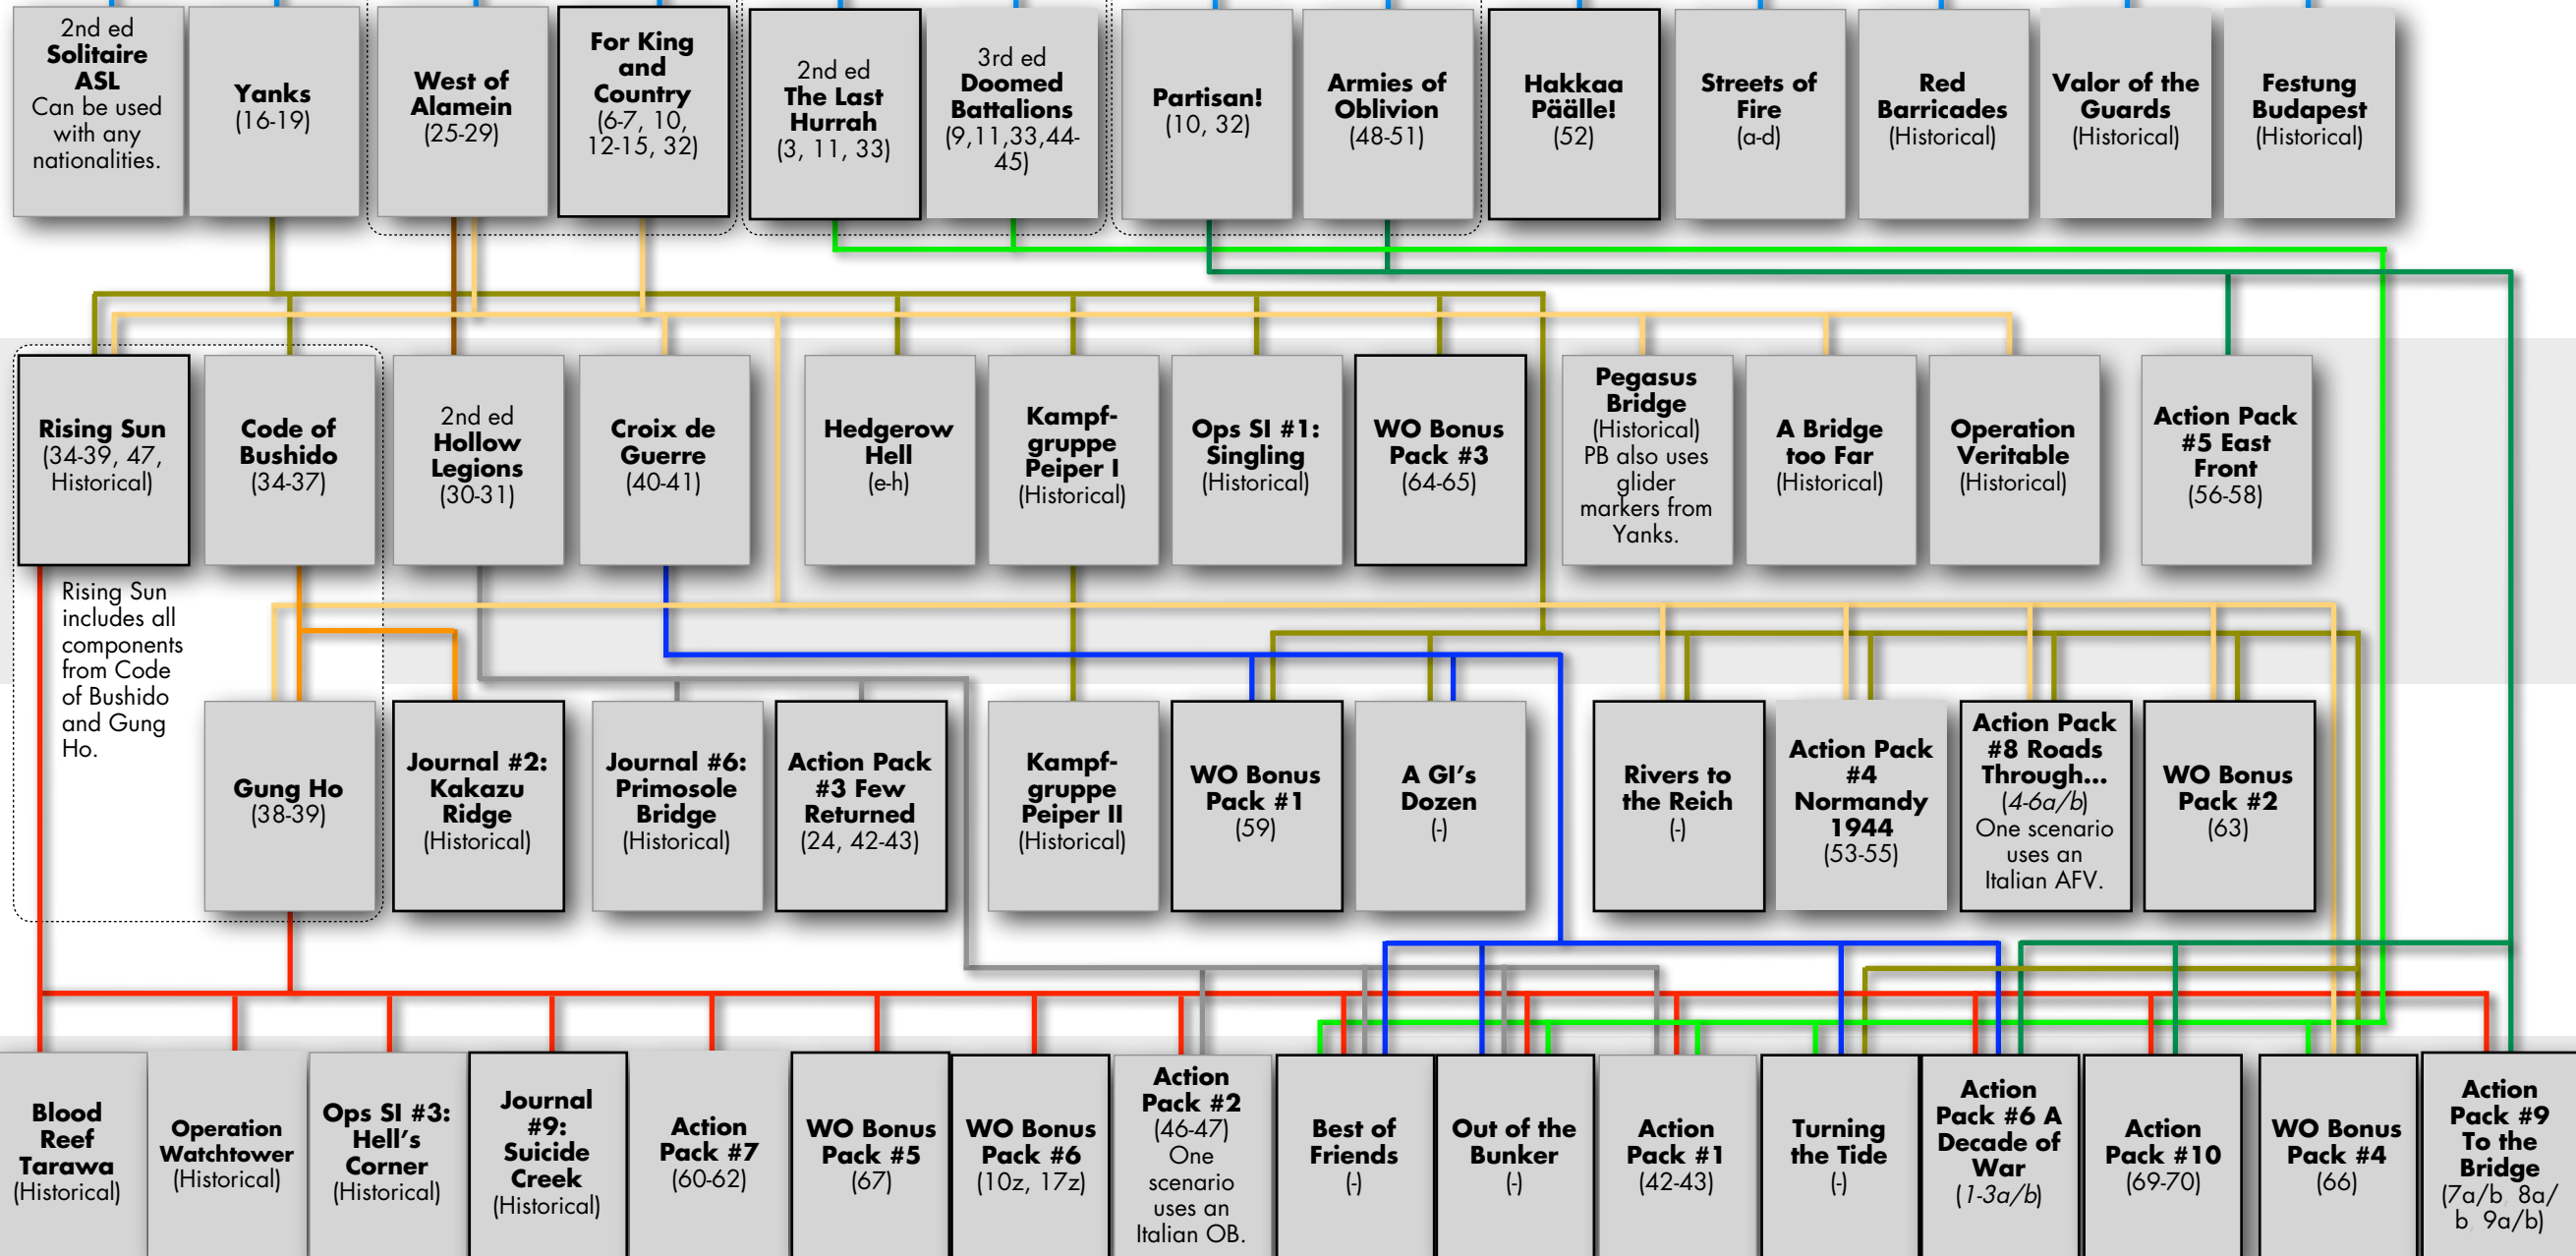 2nd ed
Solitaire
ASL
Can be used
with any
nationalities.
Yanks
(16-19)
West of
Alamein
(25-29)
For King
and
Country
(6-7, 10,
12-15, 32)
2nd ed
The Last
Hurrah
(3, 11, 33)
3rd ed
Doomed
Battalions
(9,11,33,44-
45)
Partisan!
(10, 32)
Armies of
Oblivion
(48-51)
Hakkaa
Päälle!
(52)
Streets of
Fire
(a-d)
Red
Barricades
(Historical)
Valor of the
Guards
(Historical)
Festung
Budapest
(Historical)
Rising Sun
(34-39, 47,
Historical)
Code of
Bushido
(34-37)
2nd ed
Hollow
Legions
(30-31)
Croix de
Guerre
(40-41)
Hedgerow
Hell
(e-h)
Kampf-
gruppe
Peiper I
(Historical)
Ops SI #1:
Singling
(Historical)
WO Bonus
Pack #3
(64-65)
Pegasus
Bridge
(Historical)
PB also uses
glider
markers from
Yanks.
A Bridge
too Far
(Historical)
Operation
Veritable
(Historical)
Action Pack
#5 East
Front
(56-58)
Rising Sun
includes all
components
from Code
of Bushido
and Gung
Ho.
Gung Ho
(38-39)
Journal #2:
Kakazu
Ridge
(Historical)
Journal #6:
Primosole
Bridge
(Historical)
Action Pack
#3 Few
Returned
(24, 42-43)
Kampf-
gruppe
Peiper II
(Historical)
WO Bonus
Pack #1
(59)
A GI's
Dozen
(-)
Rivers to
the Reich
(-)
Action Pack
#4
Normandy
1944
(53-55)
Action Pack
#8 Roads
Through...
(4-6a/b)
One scenario
uses an
Italian AFV.
WO Bonus
Pack #2
(63)
Blood
Reef
Tarawa
(Historical)
Operation
Watchtower
(Historical)
Ops SI #3:
Hell's
Corner
(Historical)
Journal
#9:
Suicide
Creek
(Historical)
Action
Pack #7
(60-62)
WO Bonus
Pack #5
(67)
WO Bonus
Pack #6
(10z, 17z)
Action
Pack #2
(46-47)
One
scenario
uses an
Italian OB.
Best of
Friends
(-)
Out of the
Bunker
(-)
Action
Pack #1
(42-43)
Turning
the Tide
(-)
Action
Pack #6 A
Decade of
War
(1-3a/b)
Action
Pack #10
(69-70)
WO Bonus
Pack #4
(66)
Action
Pack #9
To the
Bridge
(7a/b 8a/
b 9a/b)